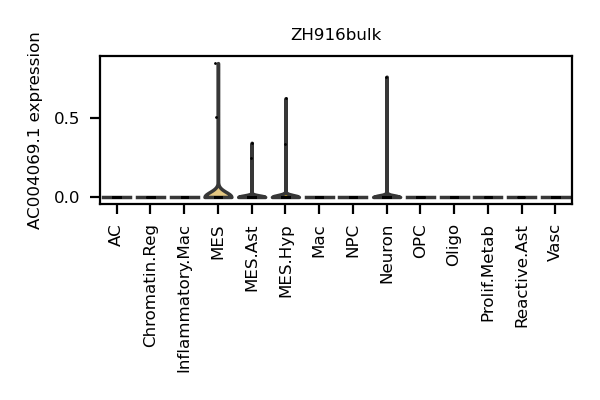 ZH916bulk
AC004069.1 expression
0.5
0.0
AC
Chromatin.Reg
Inflammatory.Mac
MES
MES.Ast
MES.Hyp
Mac
NPC
Neuron
OPC
Oligo
Prolif.Metab
Reactive.Ast
Vasc